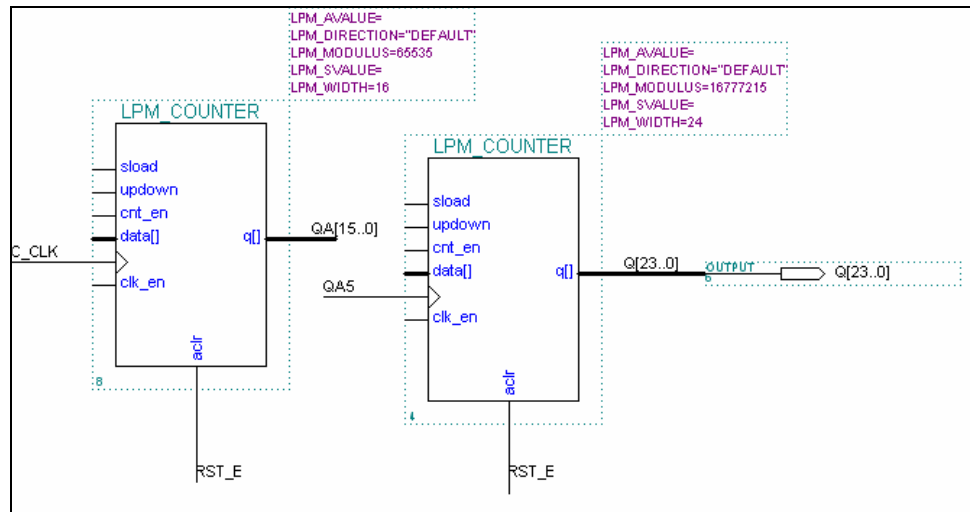 LPM_AVALUE=
LPM_DIRECTION="DEFAULT"
LPM_MODULUS=65535
LPM_SVALUE=
LPM_WIDTH=16
LPM_AVALUE=
LPM_DIRECTION="DEFAULT"
LPM_MODULUS=16777215
LPM_SVALUE=
LPM_WIDTH=24
LPM_COUNTER
sload
updown
cnt_en
data[]
q[]
clk_en
aclr
C_CLK
QA[15..0]
8
RST_E
LPM_COUNTER
sload
updown
cnt_en
data[]
q[]
clk_en
aclr
QA5
Q[23..0]
OUTPUT
Q[23..0]
4
RST_E